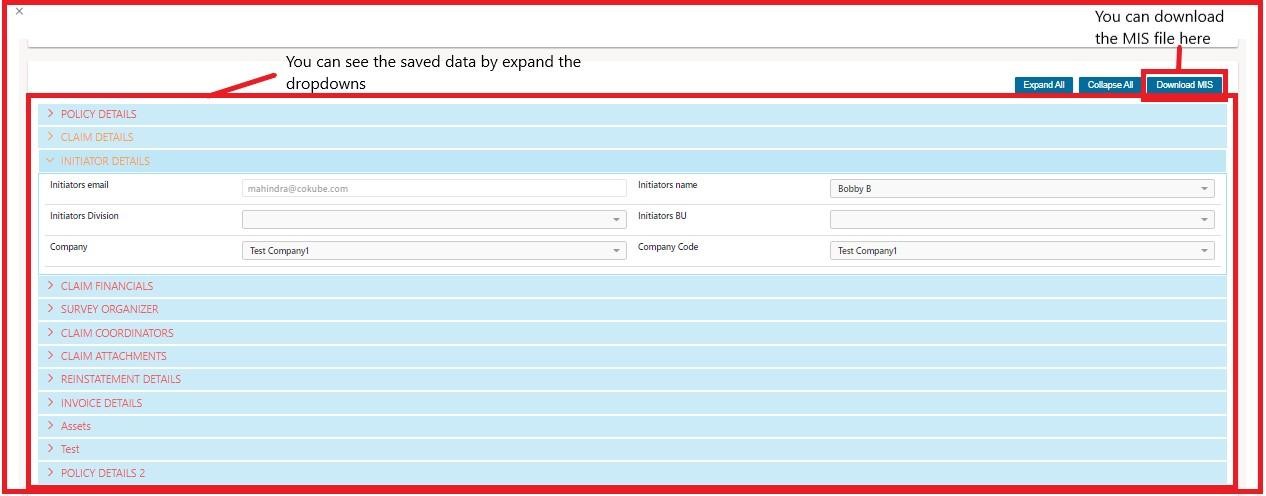 ×
You can download
the MIS file here
You can see the saved data by expand the
dropdowns
Expand All Collapse All Download MIS
POLICY DETAILS
CLAIM DETAILS
INITIATOR DETAILS
Initiators email mahindra@cokube.com Initiators name Bobby B
Initiators Division Initiators BU
Company Test Company1 Company Code Test Company1
CLAIM FINANCIALS
SURVEY ORGANIZER
CLAIM COORDINATORS
CLAIM ATTACHMENTS
REINSTATEMENT DETAILS
INVOICE DETAILS
Assets
Test
POLICY DETAILS 2